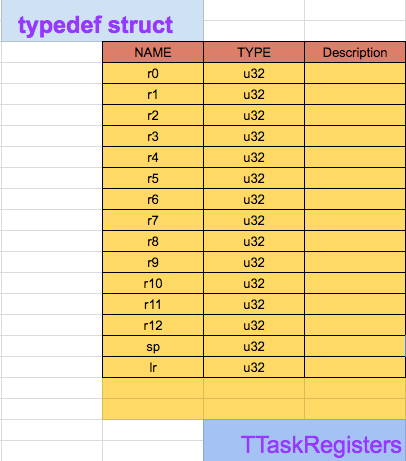 typedef struct
NAME TYPE Description
r0 u32
r1 u32
r2 u32
r3 u32
r4 u32
r5 u32
r6 u32
r7 u32
r8 u32
r9 u32
r10 u32
r11 u32
r12 u32
sp u32
lr u32
TTaskRegisters